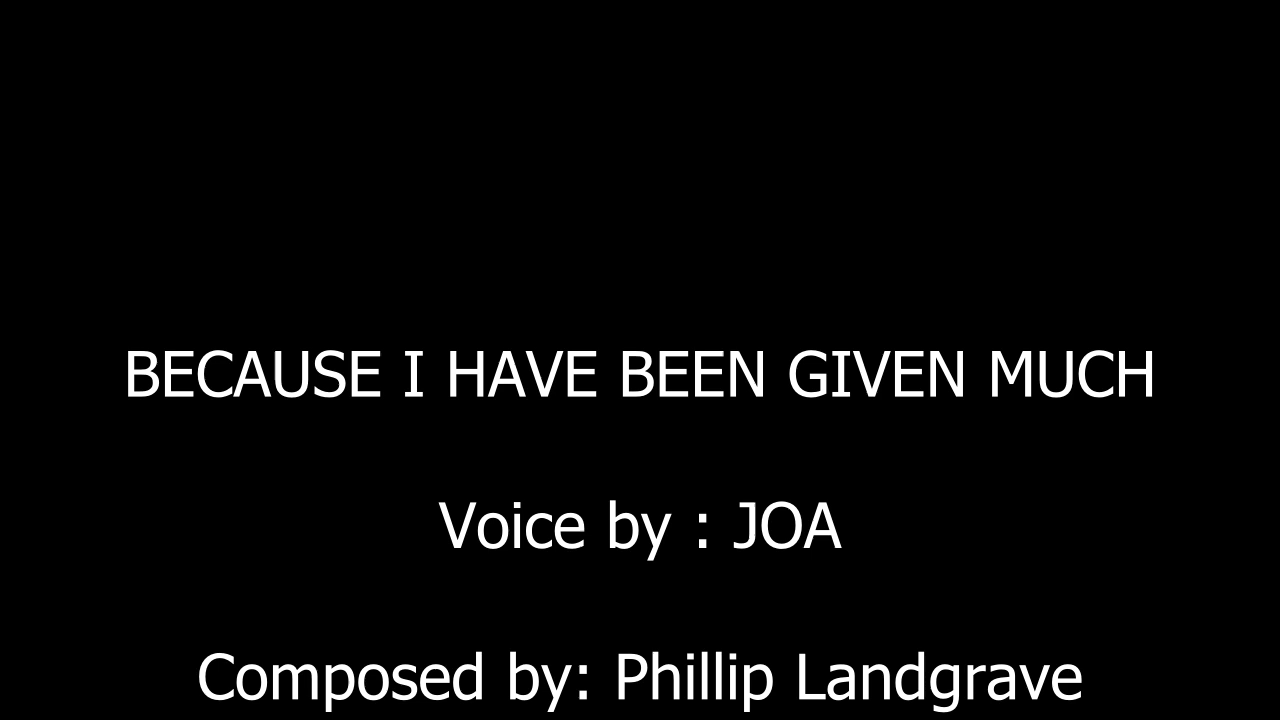 BECAUSE I HAVE BEEN GIVEN MUCH
Voice by : JOA
Composed by: Phillip Landgrave